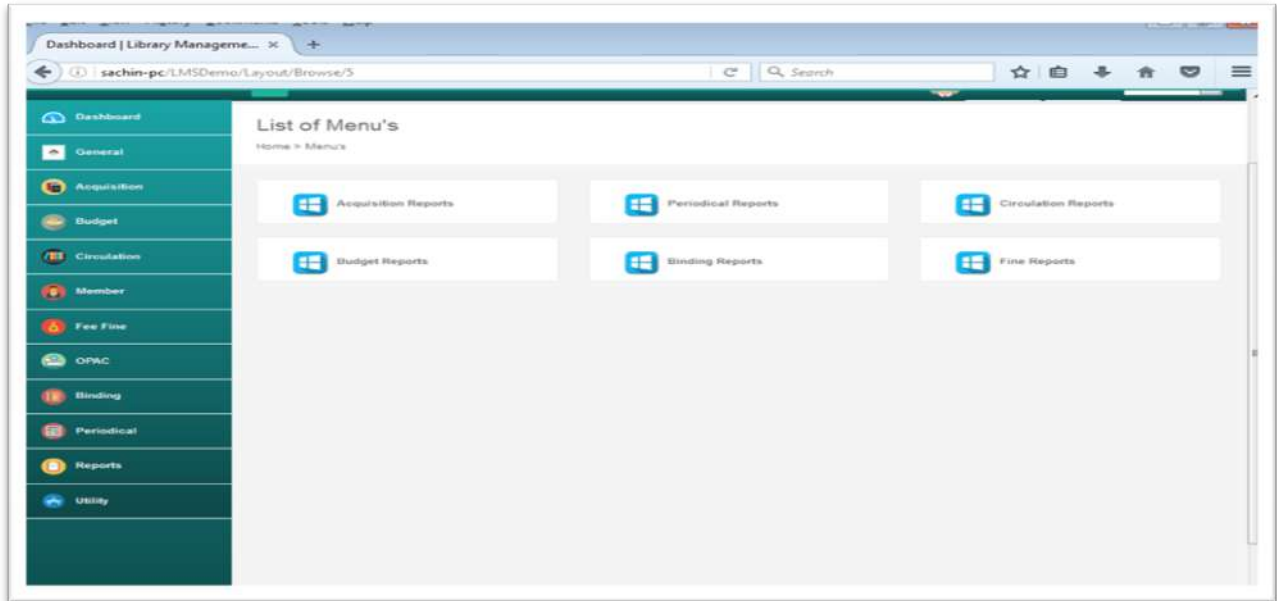 Dashboard | Library Manageme... × +
sachin-pc/LMSDemo/Layout/Browse/5 Search
Dashboard
General
Acquisition
Budget
Circulation
Member
Fee Fine
OPAC
Binding
Periodical
Reports
Utility
List of Menu's
Home > Menu's
Acquisition Reports Periodical Reports Circulation Reports
Budget Reports Binding Reports Fine Reports